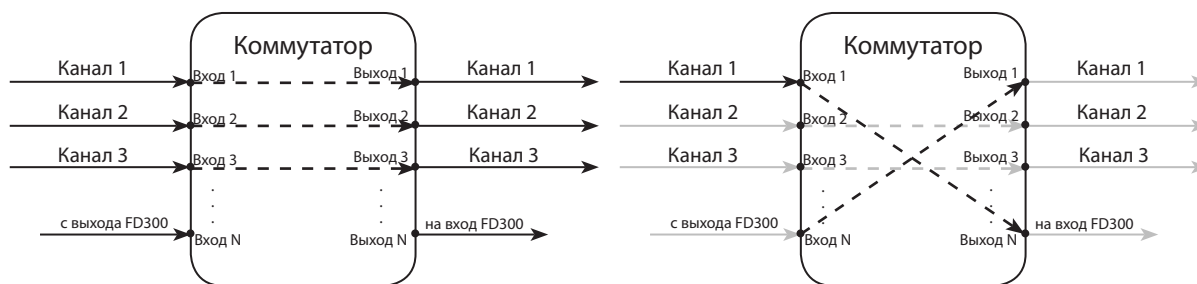 Коммутатор
Канал 1
Вход 1
Выход 1
Канал 1
Канал 2
Вход 2
Выход 2
Канал 2
Канал 3
Вход 3
Выход 3
Канал 3
с выхода FD300
Вход N
Выход N
на вход FD300
Коммутатор
Канал 1
Вход 1
Выход 1
Канал 1
Канал 2
Вход 2
Выход 2
Канал 2
Канал 3
Вход 3
Выход 3
Канал 3
с выхода FD300
Вход N
Выход N
на вход FD300